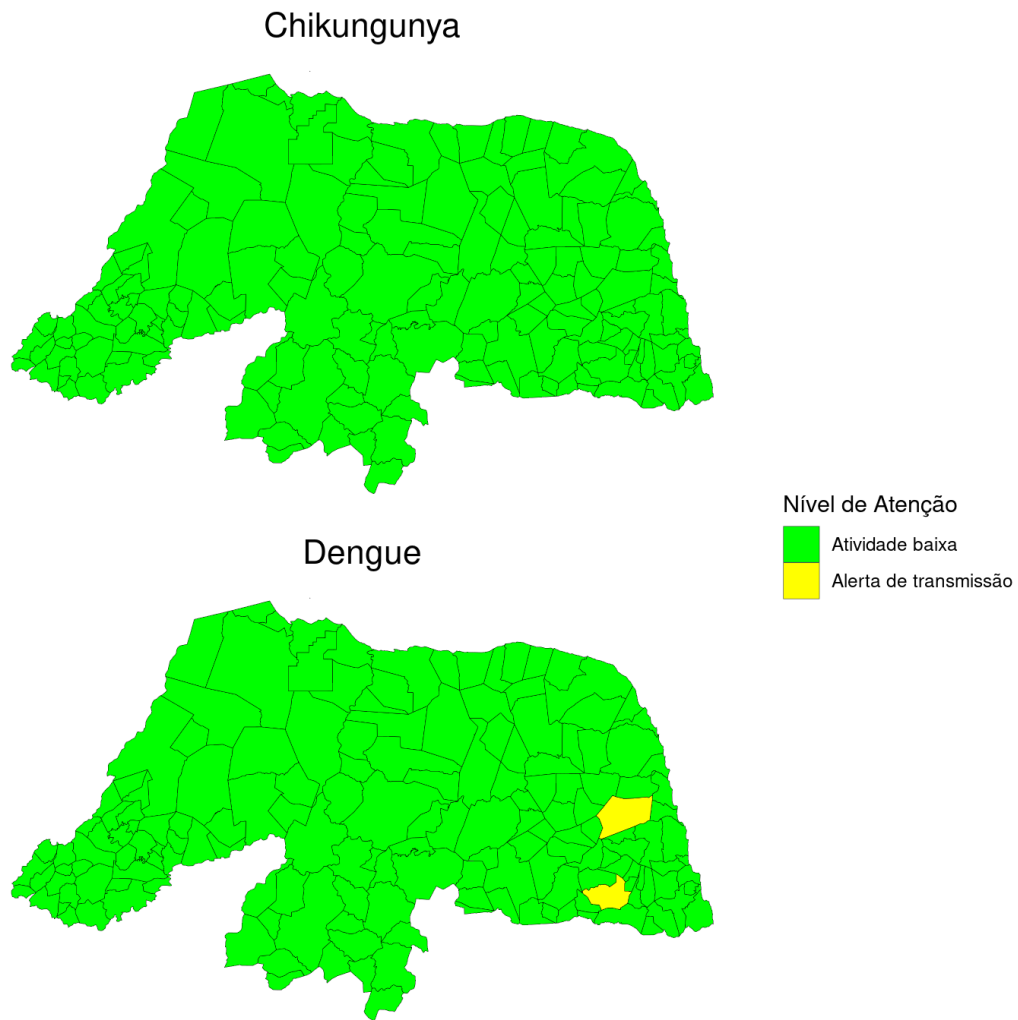 Chikungunya
Nível de Atenção
Atividade baixa
Alerta de transmissão
Dengue